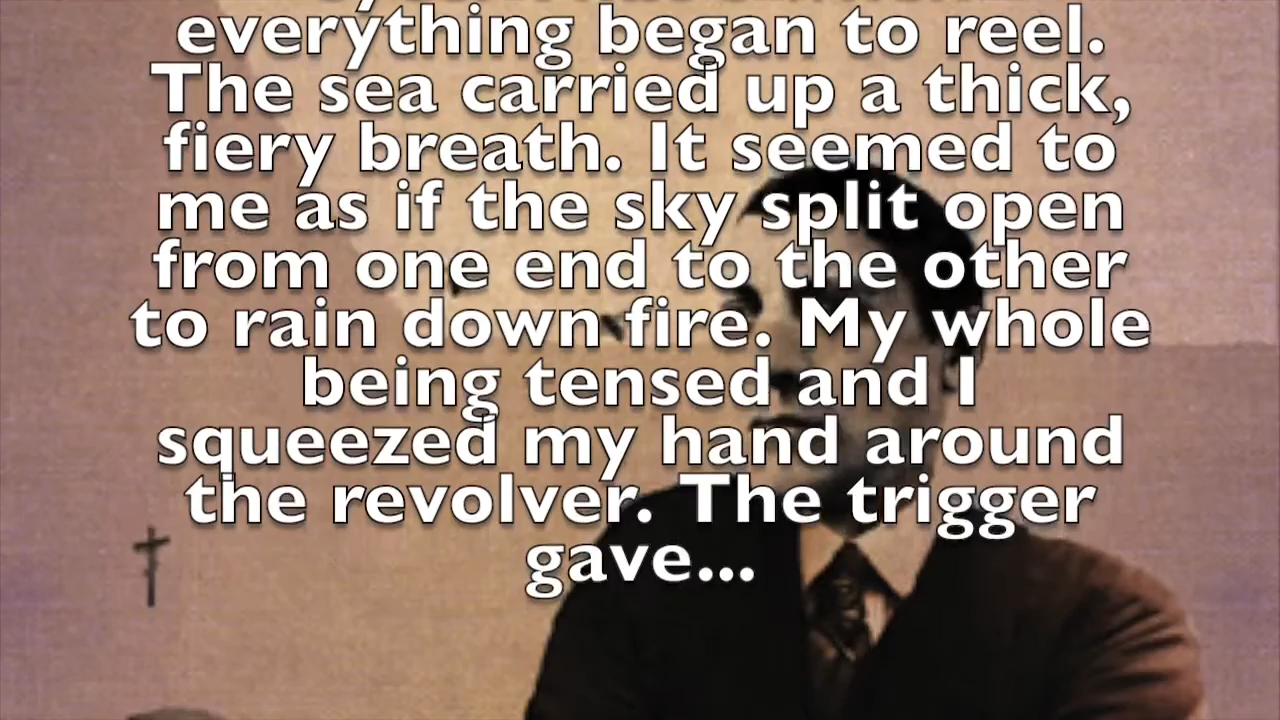 everything began to reel.
The sea carried up a thick,
fiery breath. It seemed to
me as if the sky split open
from one end to the other
to rain down fire. My whole
being tensed and I
squeezed my hand around
the revolver. The trigger
gave...